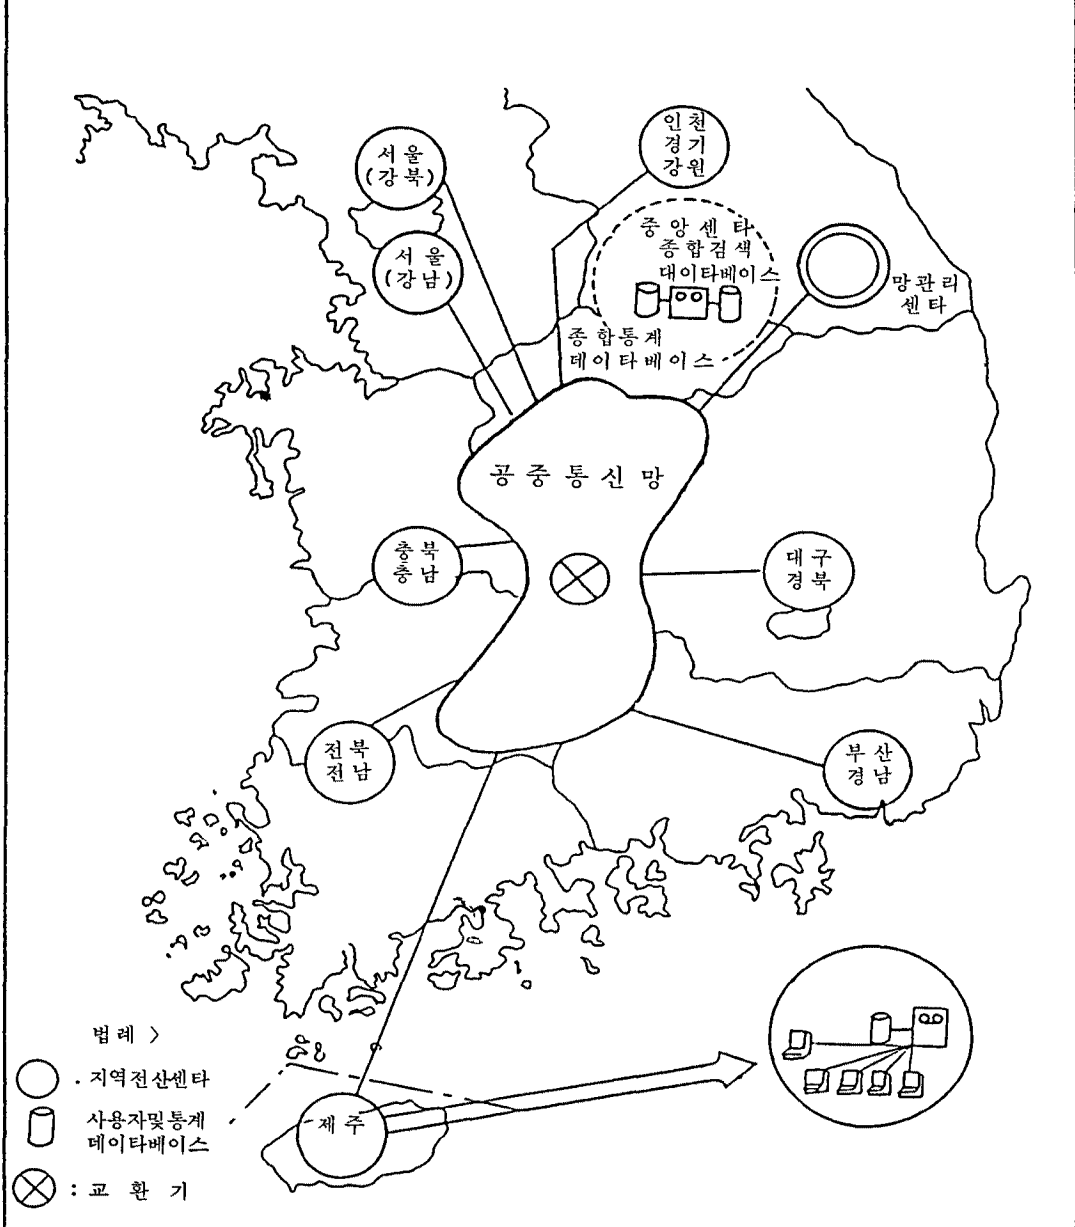 인천
경기
강원
서울
(강북)
중앙센타
종합검색
대이타베이스
서울
(강남)
망관리
센타
종합통계
데이타베이스
공중통신망
충북
충남
대구
경북
전북
전남
부산
경남
범례 >
. 지역전산센타
사용자및통계
데이타베이스
제주
: 교환기